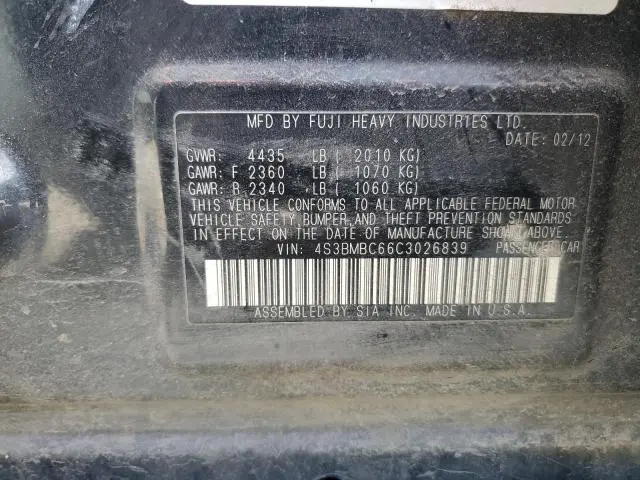 MFD BY FUJI HEAVY INDUSTRIES LTD.
DATE: 02/12
GVWR: 4435 LB ( 2010 KG)
GAWR: F 2360 LB ( 1070 KG)
GAWR: R 2340 LB ( 1060 KG)
THIS VEHICLE CONFORMS TO ALL APPLICABLE FEDERAL MOTOR
VEHICLE SAFETY, BUMPER, AND THEFT PREVENTION STANDARDS
IN EFFECT ON THE DATE OF MANUFACTURE SHOWN ABOVE.
VIN: 4S3BMBC66C3026839 PASSENGER CAR
ASSEMBLED BY SIA INC. MADE IN U.S.A.